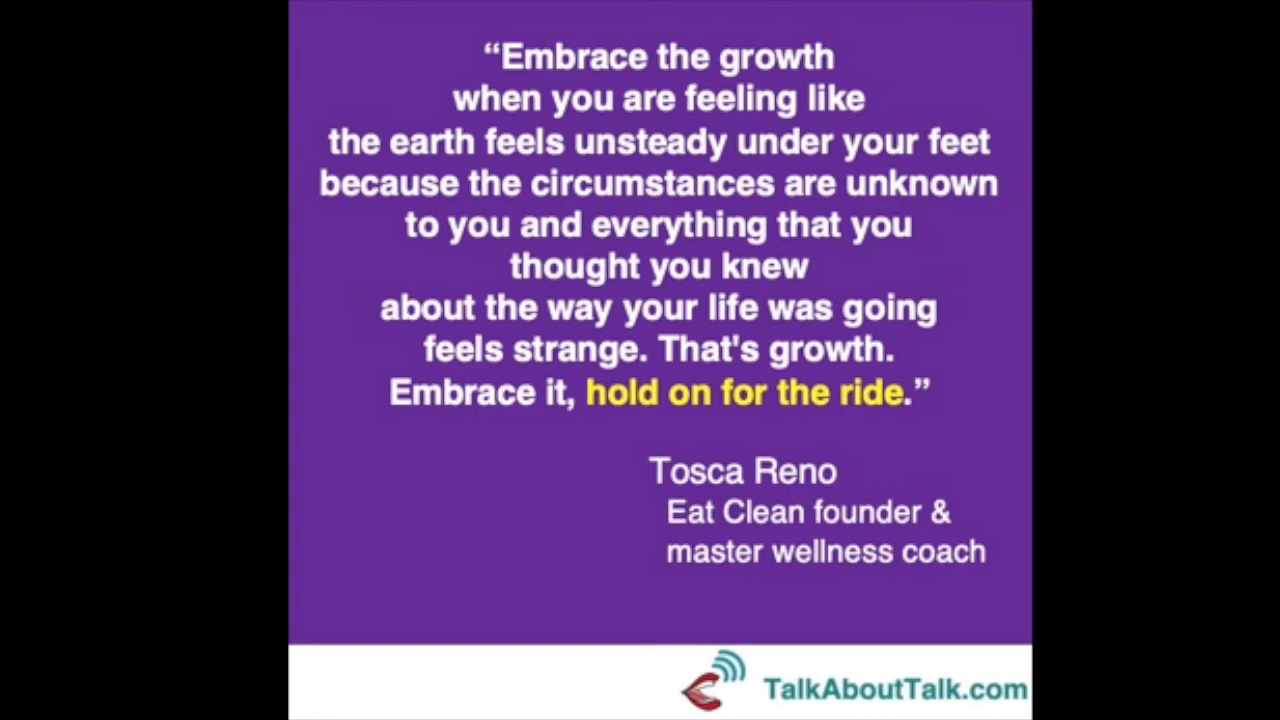 “Embrace the growth
when you are feeling like
the earth feels unsteady under your feet
because the circumstances are unknown
to you and everything that you
thought you knew
about the way your life was going
feels strange. That's growth.
Embrace it, hold on for the ride.”
Tosca Reno
Eat Clean founder &
master wellness coach
TalkAboutTalk.com